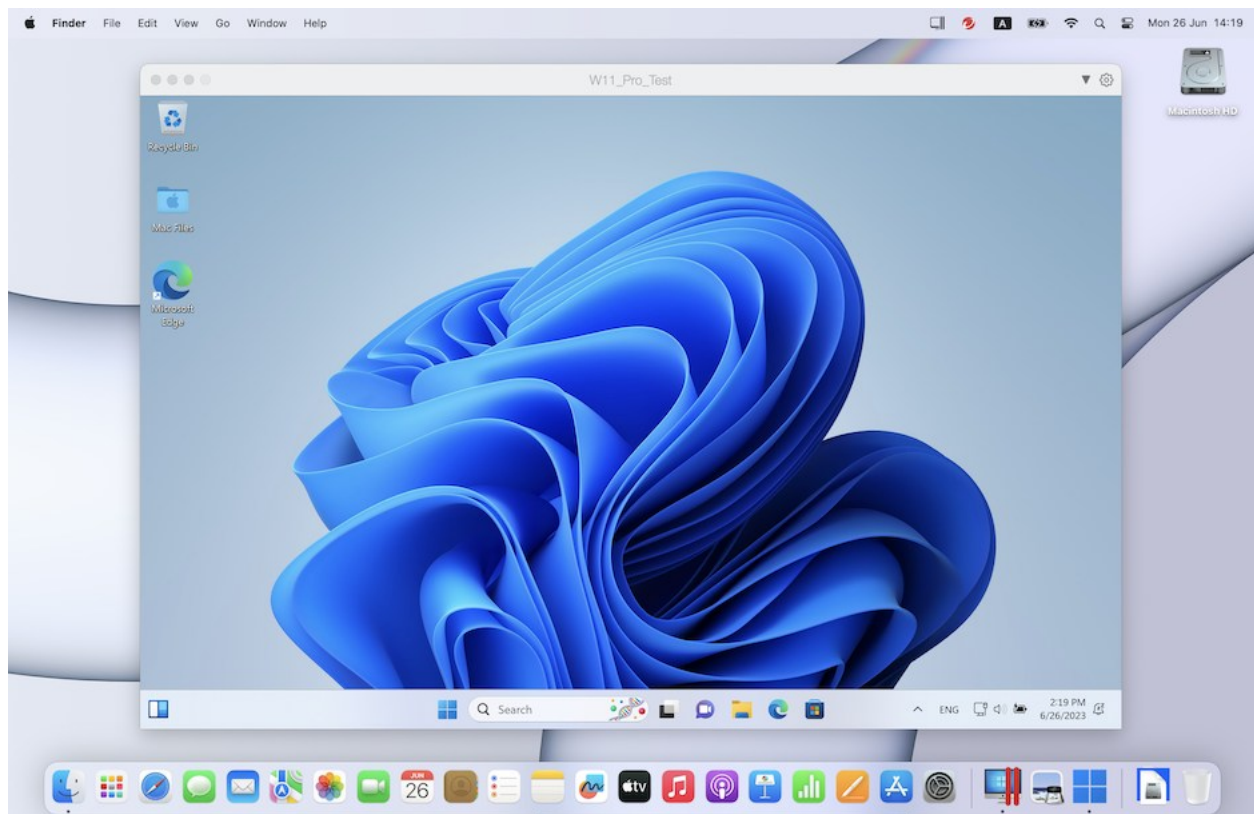 Finder File Edit View Go Window Help
A
Mon 26 Jun 14:19
W11_Pro_Test
Macintosh HD
Recycle Bin
Mac Files
Microsoft
Edge
Search
ENG
2:19 PM
6/26/2023
JUN
26
tv